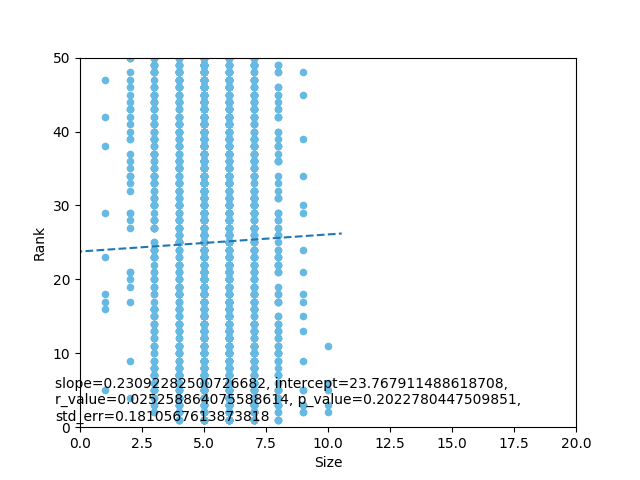 50
40
30
20
10
0
Rank
slope=0.23092282500726682, intercept=23.767911488618708,
r_value=0.025258864075588614, p_value=0.2022780447509851,
std_err=0.1810567613873818
0.0 2.5 5.0 7.5 10.0 12.5 15.0 17.5 20.0
Size